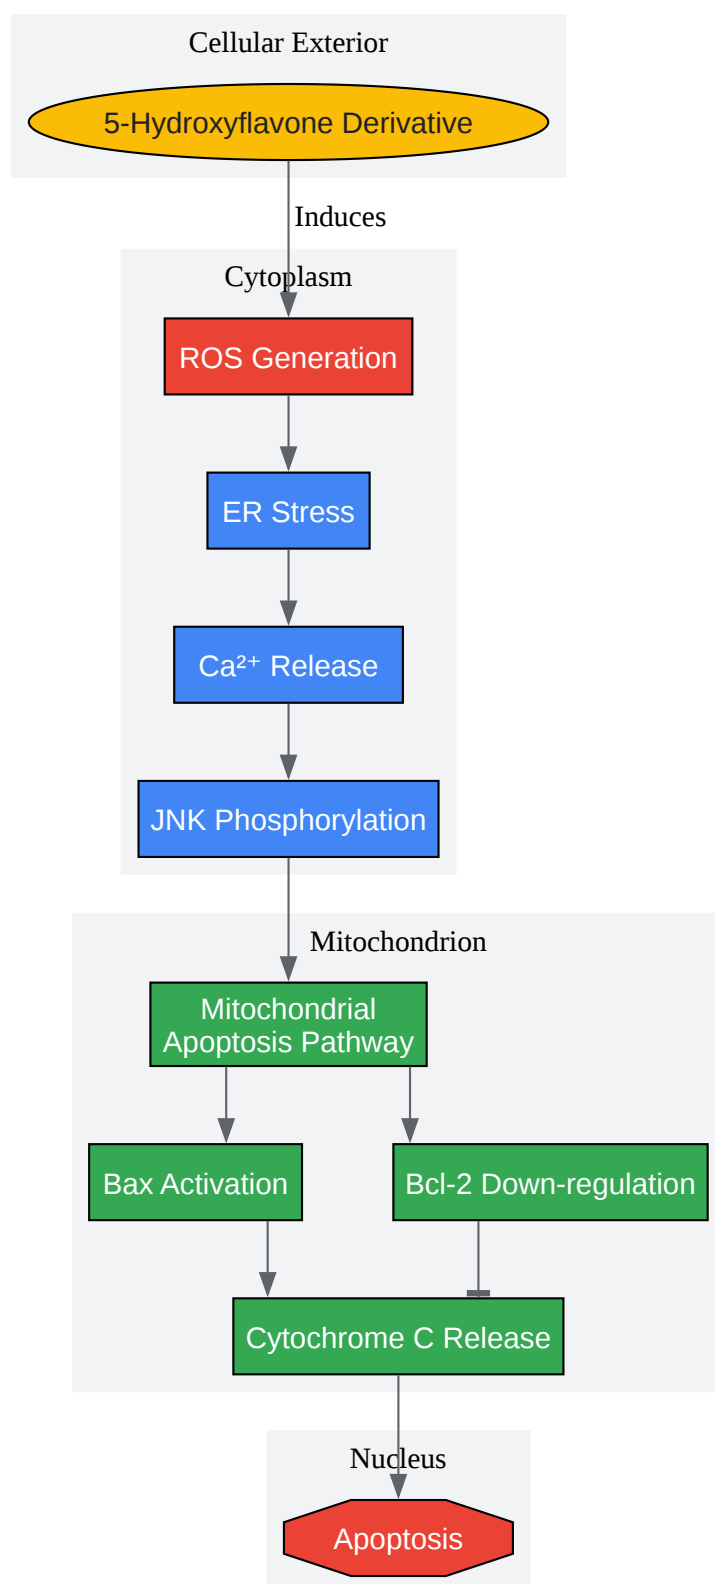 Cellular Exterior
5-Hydroxyflavone Derivative
Induces
Cytoplasm
ROS Generation
ER Stress
Ca²⁺ Release
JNK Phosphorylation
Mitochondrion
Mitochondrial
Apoptosis Pathway
Bax Activation
Bcl-2 Down-regulation
Cytochrome C Release
Nucleus
Apoptosis